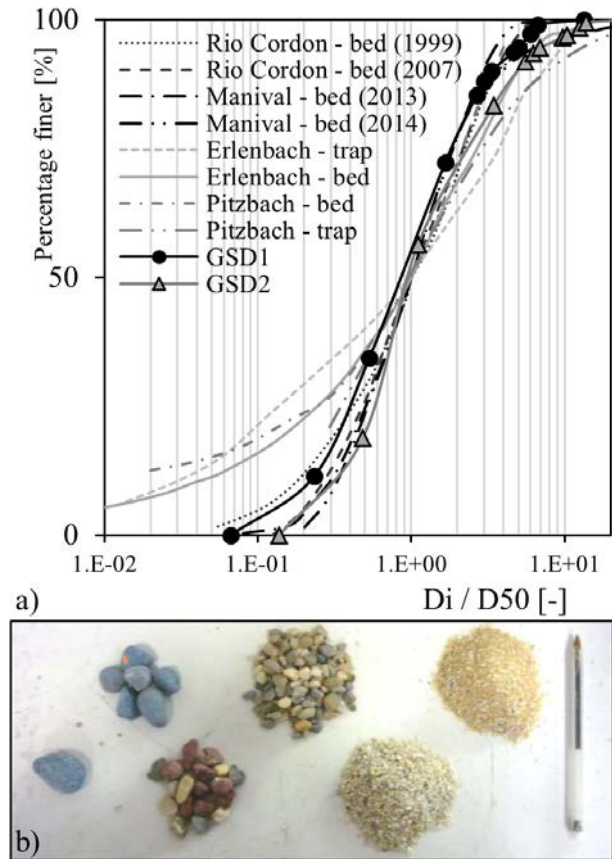 a)
100
Percentage finer [%]
Rio Cordon - bed (1999)
Rio Cordon - bed (2007)
Manival - bed (2013)
Manival - bed (2014)
Erlenbach - trap
Erlenbach - bed
Pitzbach - bed
Pitzbach - trap
GSD1
GSD2
50
0
1.E-02 1.E-01 1.E+00 1.E+01
a) Di / D50 [-]
b)